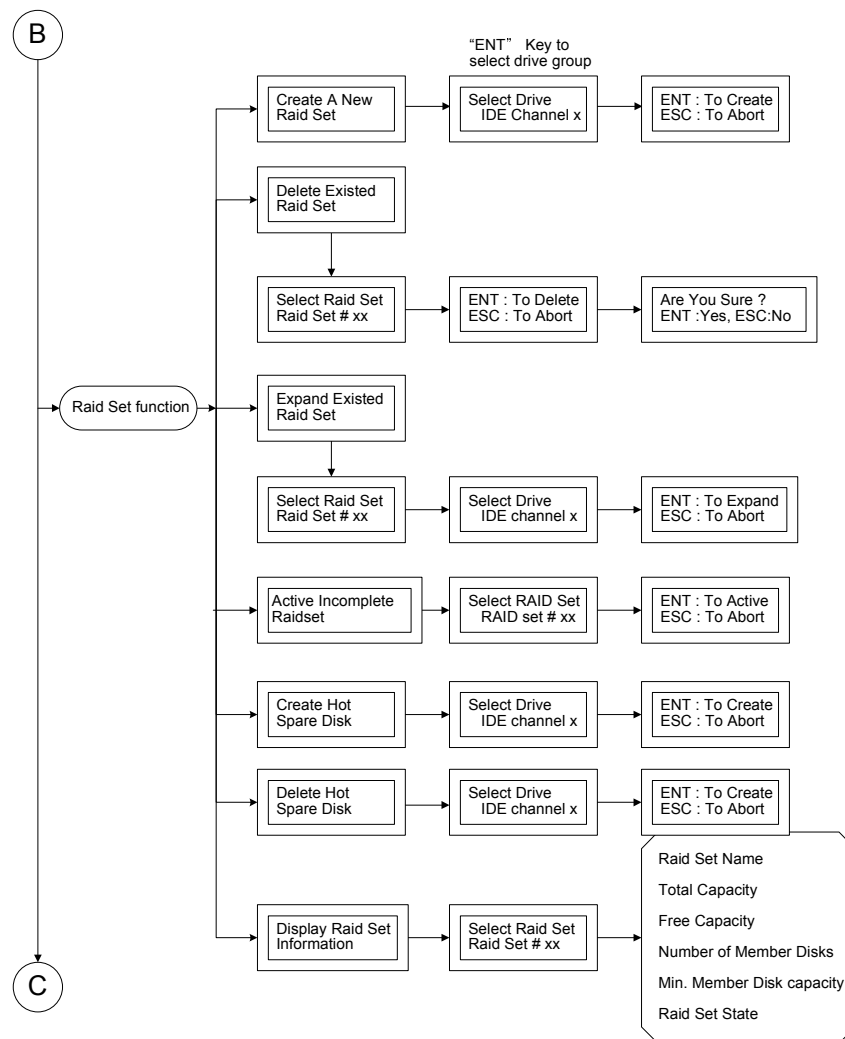 B
“ENT” Key to
select drive group
Create A New
Raid Set
Select Drive
IDE Channel x
ENT : To Create
ESC : To Abort
Delete Existed
Raid Set
Select Raid Set
Raid Set # xx
ENT : To Delete
ESC : To Abort
Are You Sure ?
ENT :Yes, ESC:No
Raid Set function
Expand Existed
Raid Set
Select Raid Set
Raid Set # xx
Select Drive
IDE channel x
ENT : To Expand
ESC : To Abort
Active Incomplete
Raidset
Select RAID Set
RAID set # xx
ENT : To Active
ESC : To Abort
Create Hot
Spare Disk
Select Drive
IDE channel x
ENT : To Create
ESC : To Abort
Delete Hot
Spare Disk
Select Drive
IDE channel x
ENT : To Create
ESC : To Abort
Display Raid Set
Information
Select Raid Set
Raid Set # xx
Raid Set Name
Total Capacity
Free Capacity
Number of Member Disks
Min. Member Disk capacity
Raid Set State
C